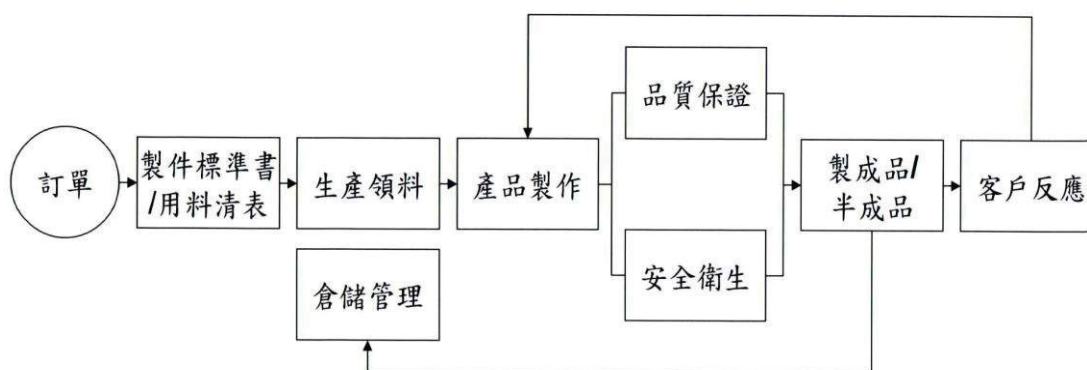 訂單
製件標準書
/用料清表
生產領料
產品製作
品質保證
安全衛生
製成品/
半成品
客戶反應
倉儲管理